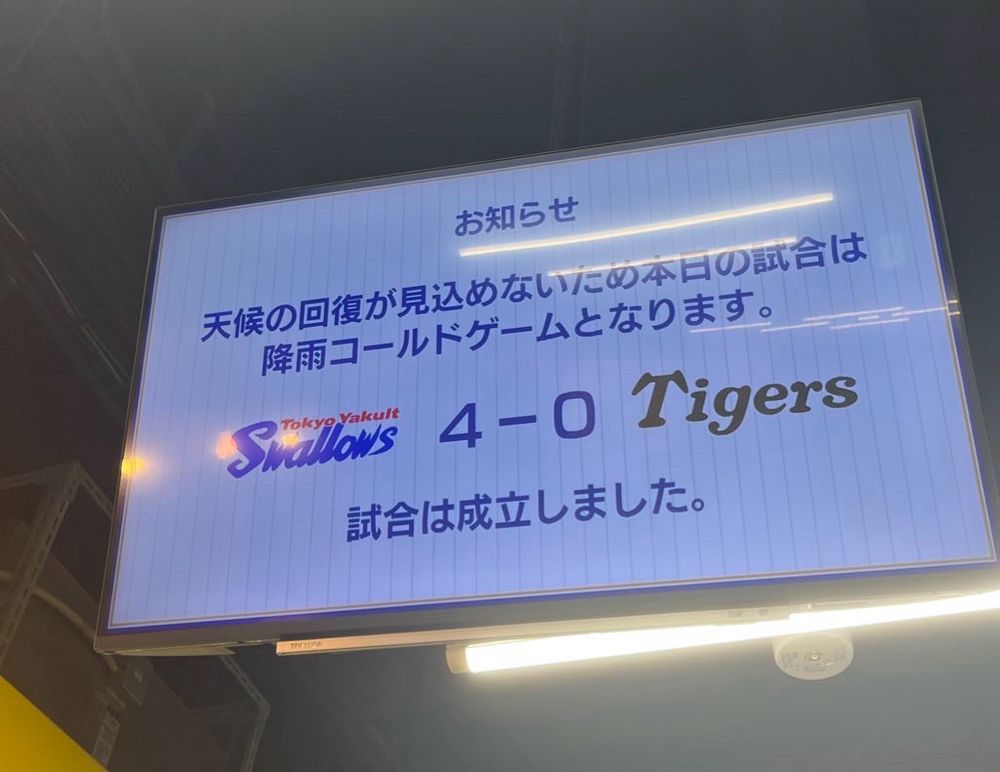 お知らせ
天候の回復が見込めないため本日の試合は
降雨コールドゲームとなります。
Tokyo Yakult
Swallows 4-0 Tigers
試合は成立しました。